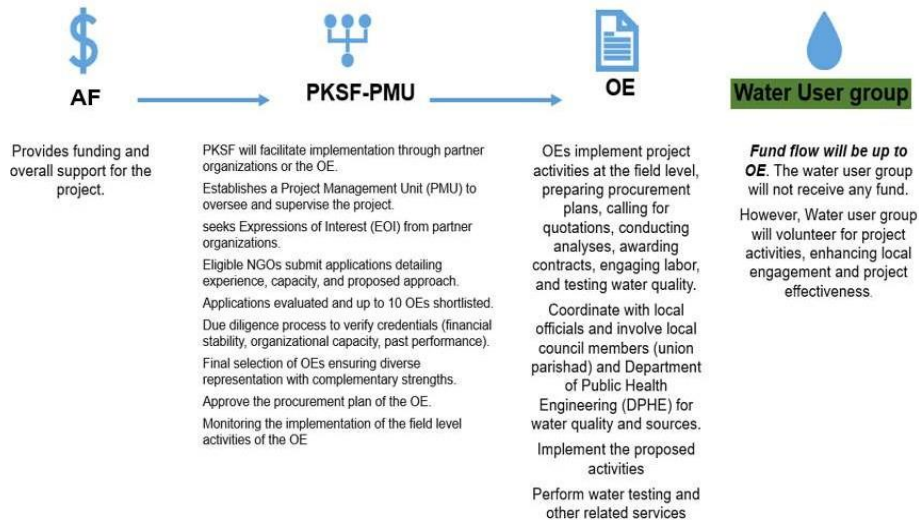 AF
PKSF-PMU
OE
Water User group
Provides funding and
overall support for the
project.
PKSF will facilitate implementation through partner
organizations or the OE.
Establishes a Project Management Unit (PMU) to
oversee and supervise the project.
seeks Expressions of Interest (EOI) from partner
organizations.
Eligible NGOs submit applications detailing
experience, capacity, and proposed approach.
Applications evaluated and up to 10 OEs shortlisted.
Due diligence process to verify credentials (financial
stability, organizational capacity, past performance).
Final selection of OEs ensuring diverse
representation with complementary strengths.
Approve the procurement plan of the OE.
Monitoring the implementation of the field level
activities of the OE
OEs implement project
activities at the field level,
preparing procurement
plans, calling for
quotations, conducting
analyses, awarding
contracts, engaging labor,
and testing water quality.
Coordinate with local
officials and involve local
council members (union
parishad) and Department
of Public Health
Engineering (DPHE) for
water quality and sources.
Implement the proposed
activities
Perform water testing and
other related services
Fund flow will be up to
OE. The water user group
will not receive any fund.
However, Water user group
will volunteer for project
activities, enhancing local
engagement and project
effectiveness.